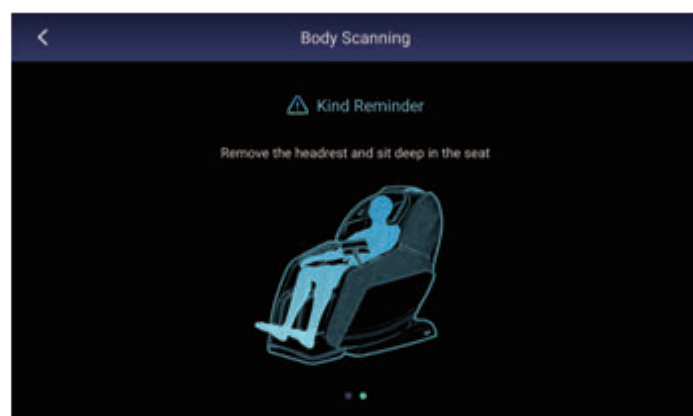 Body Scanning
Kind Reminder
Remove the headrest and sit deep in the seat